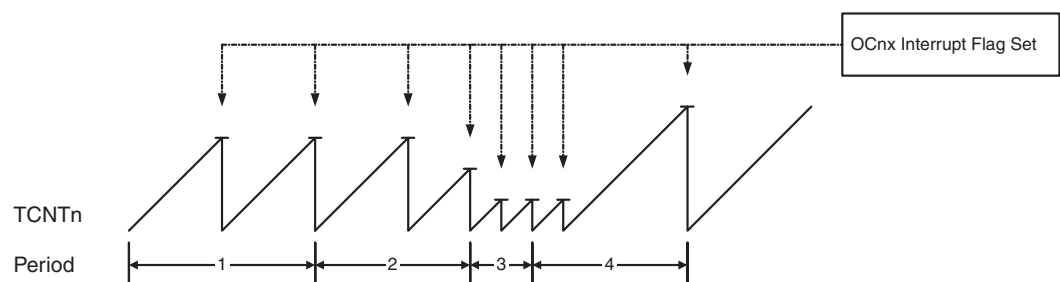 OCnx Interrupt Flag Set
TCNTn
Period
1
2
3
4